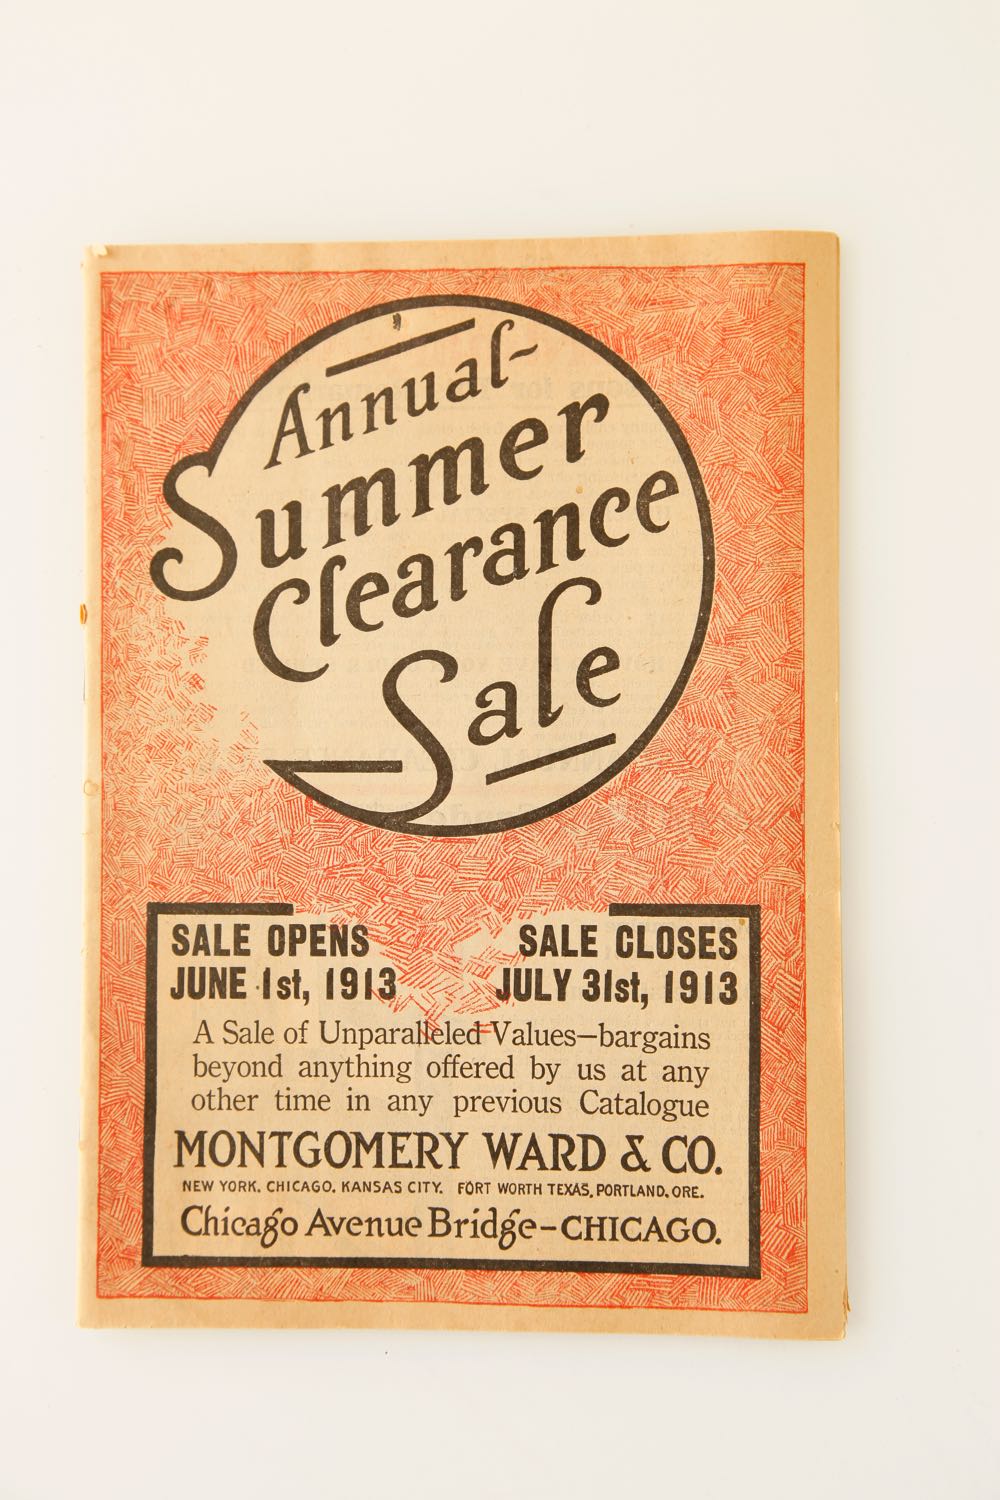 Annual
Summer
Clearance
Sale
SALE OPENS
JUNE 1st, 1913
SALE CLOSES
JULY 31st, 1913
A Sale of Unparalleled Values—bargains
beyond anything offered by us at any
other time in any previous Catalogue
MONTGOMERY WARD & CO.
NEW YORK. CHICAGO. KANSAS CITY. FORT WORTH TEXAS, PORTLAND. ORE.
Chicago Avenue Bridge-CHICAGO.